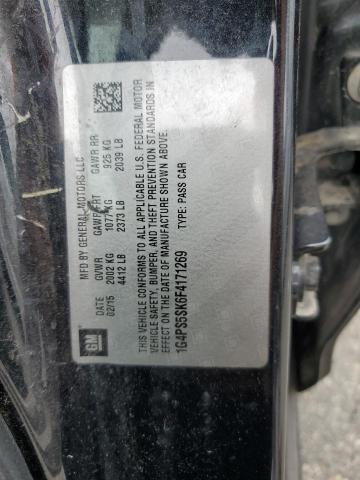 MFD BY GENERAL MOTORS LLC
DATE GVWR GAWR FRT GAWR RR
02/15 2002 KG 1077 KG 925 KG
4412 LB 2373 LB 2039 LB
THIS VEHICLE CONFORMS TO ALL APPLICABLE U.S. FEDERAL MOTOR
VEHICLE SAFETY, BUMPER, AND THEFT PREVENTION STANDARDS IN
EFFECT ON THE DATE OF MANUFACTURE SHOWN ABOVE.
1G4PS5SK6F4171269 TYPE: PASS CAR
GM